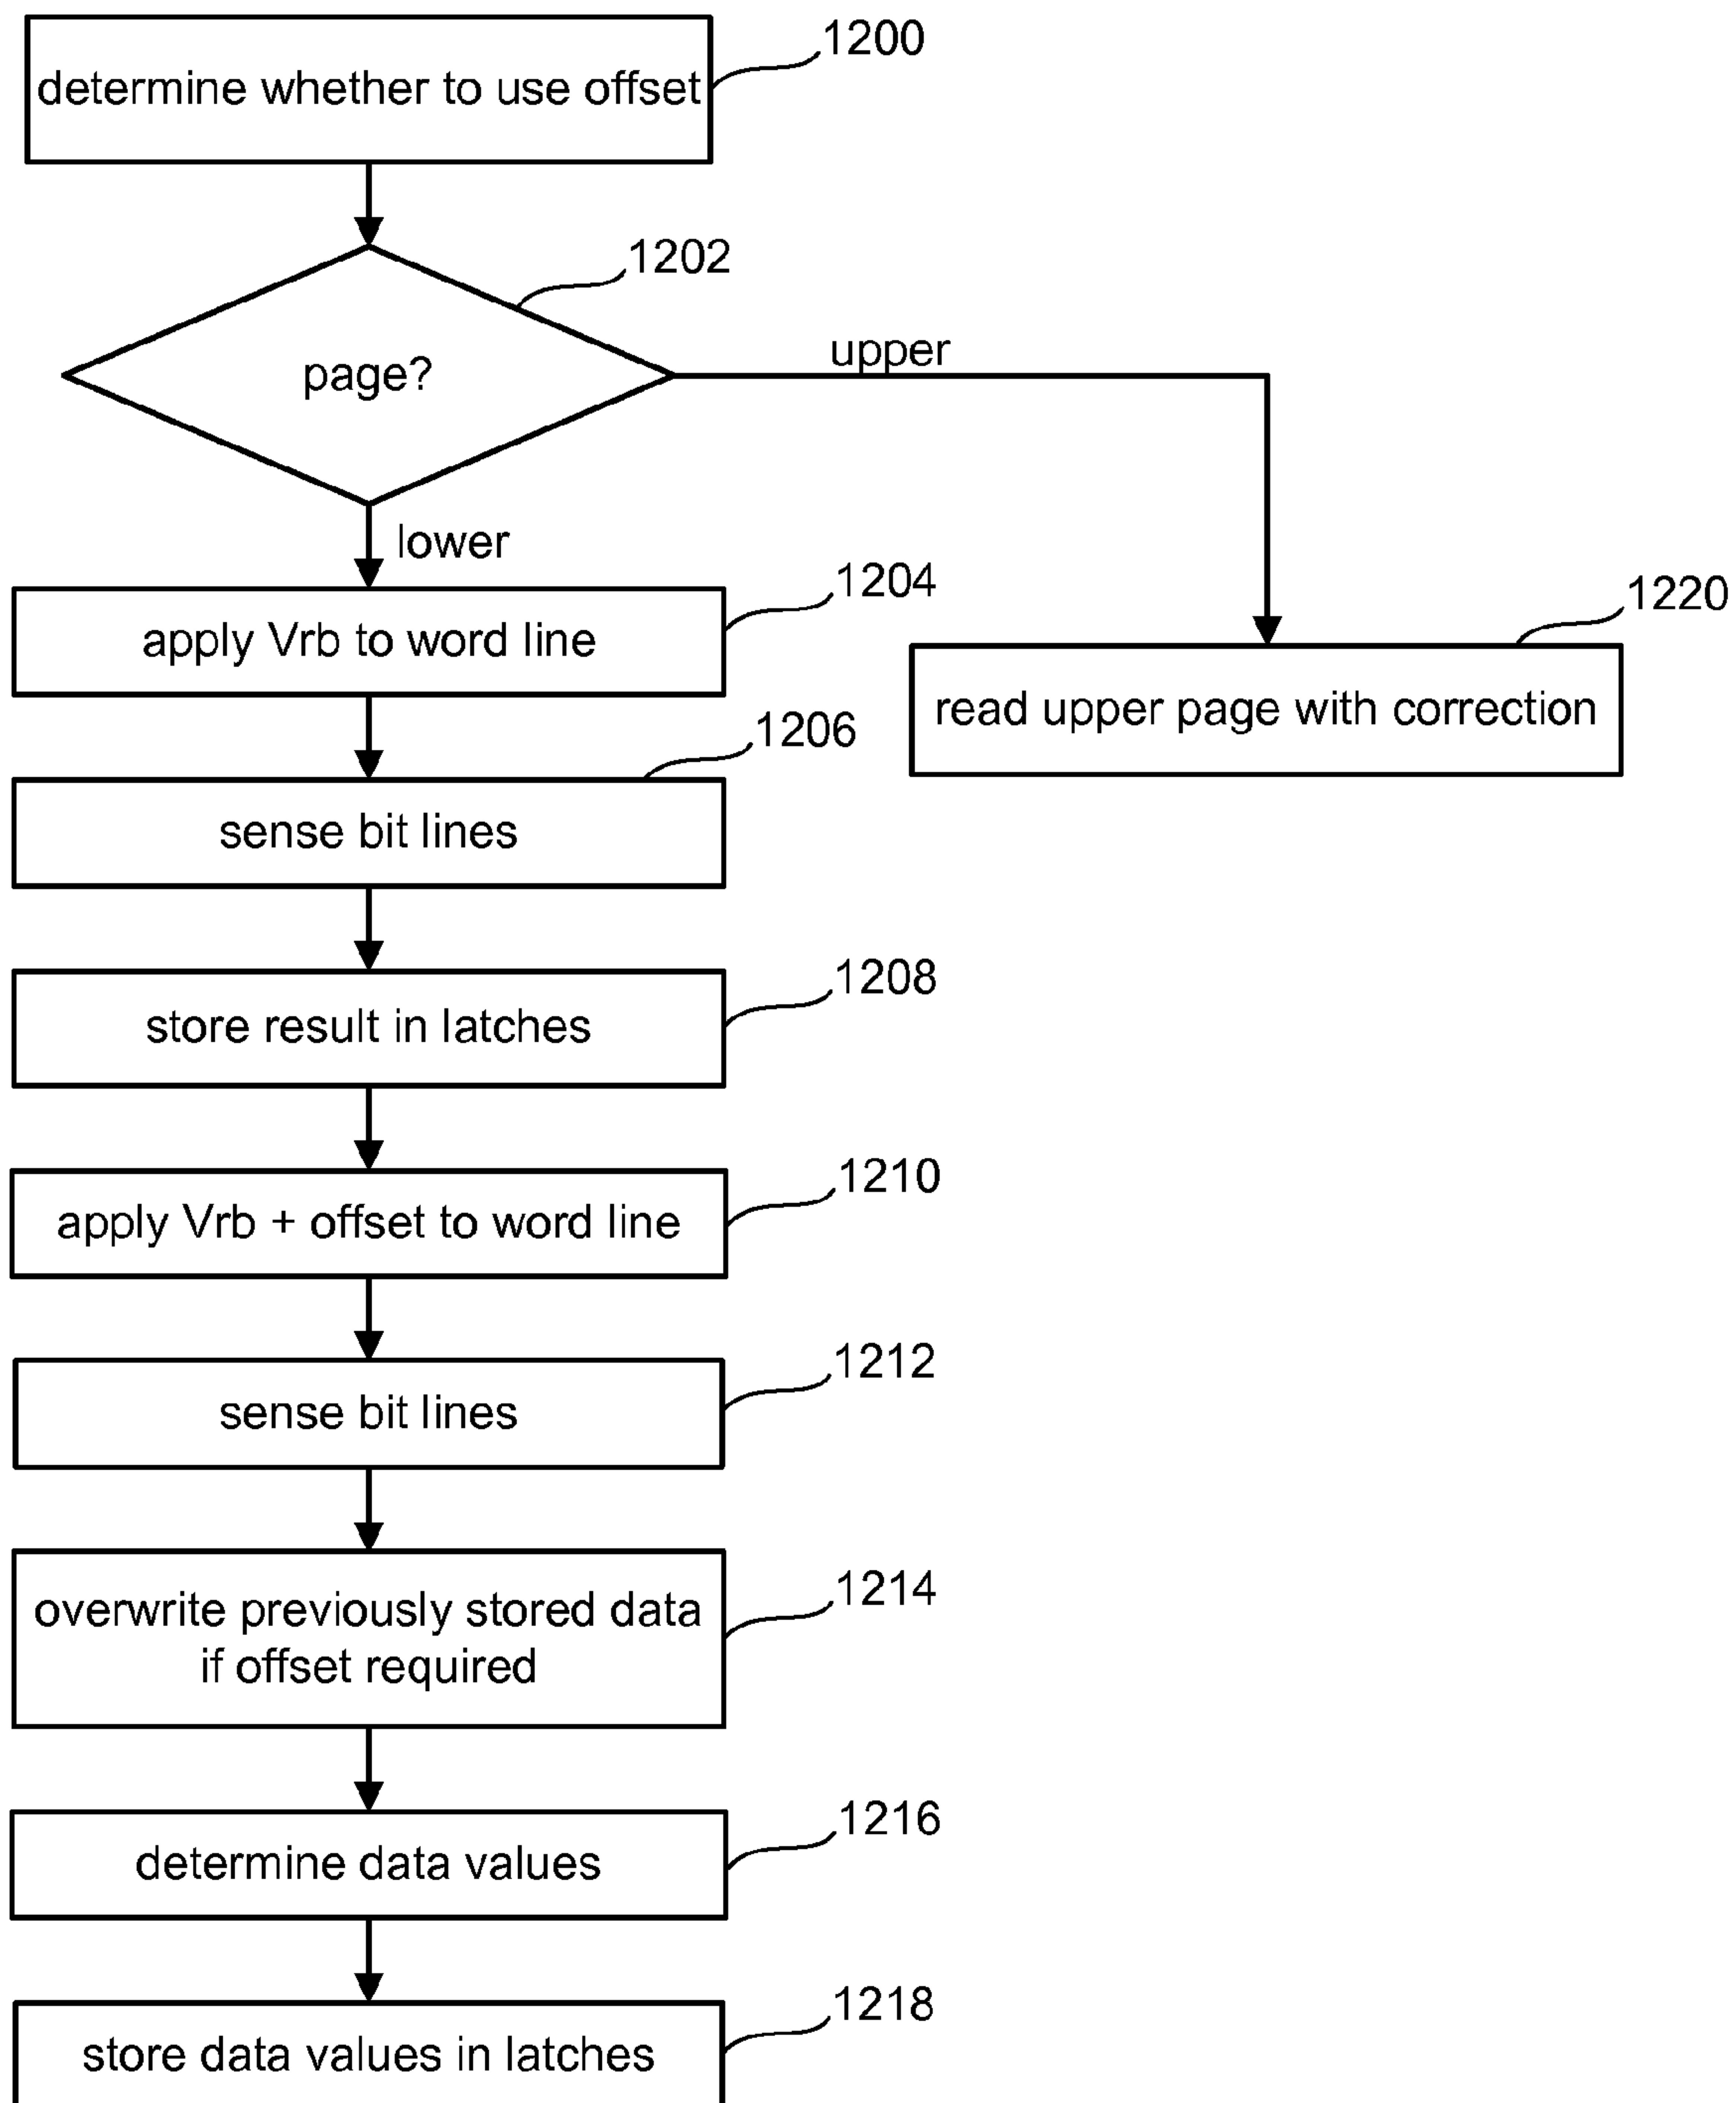 1200
determine whether to use offset
1202
page?
upper
lower
1204
apply Vrb to word line
1220
read upper page with correction
1206
sense bit lines
1208
store result in latches
1210
apply Vrb + offset to word line
1212
sense bit lines
1214
overwrite previously stored data
if offset required
1216
determine data values
1218
store data values in latches